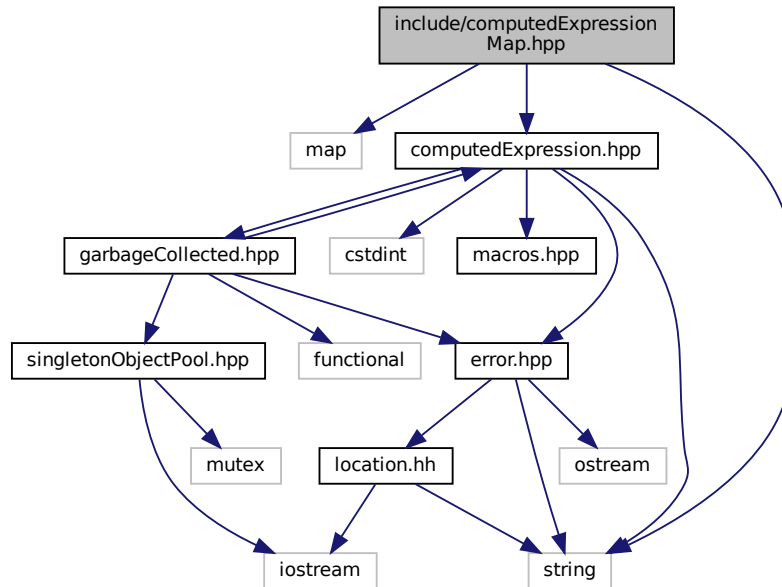 include/computedExpression
Map.hpp
map
computedExpression.hpp
garbageCollected.hpp
cstdint
macros.hpp
singletonObjectPool.hpp
functional
error.hpp
mutex
location.hh
ostream
iostream
string